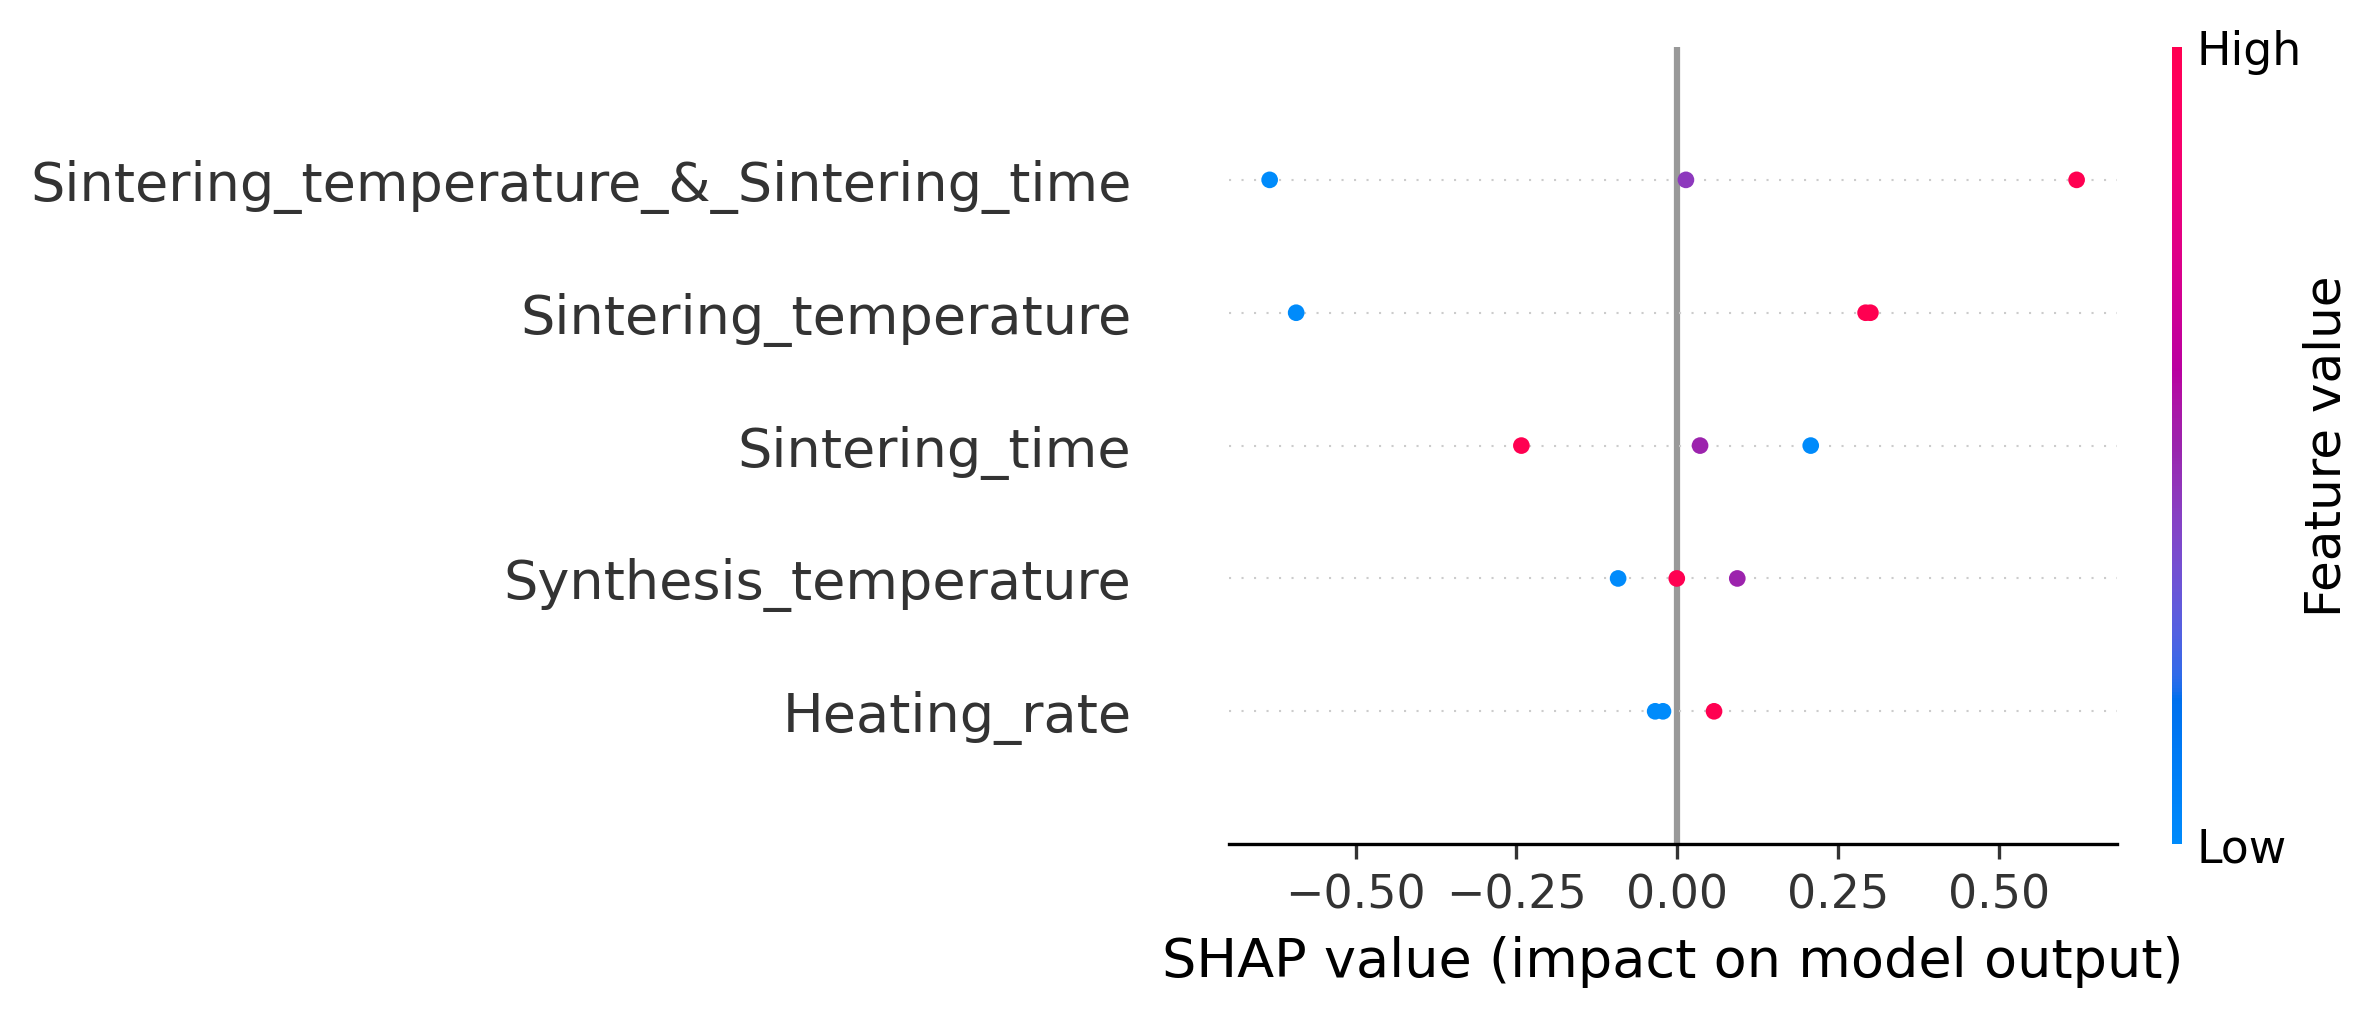 High
Sintering_temperature_&_Sintering_time
Sintering_temperature
Sintering_time
Synthesis_temperature
Heating_rate
Feature value
Low
−0.50 −0.25 0.00 0.25 0.50
SHAP value (impact on model output)